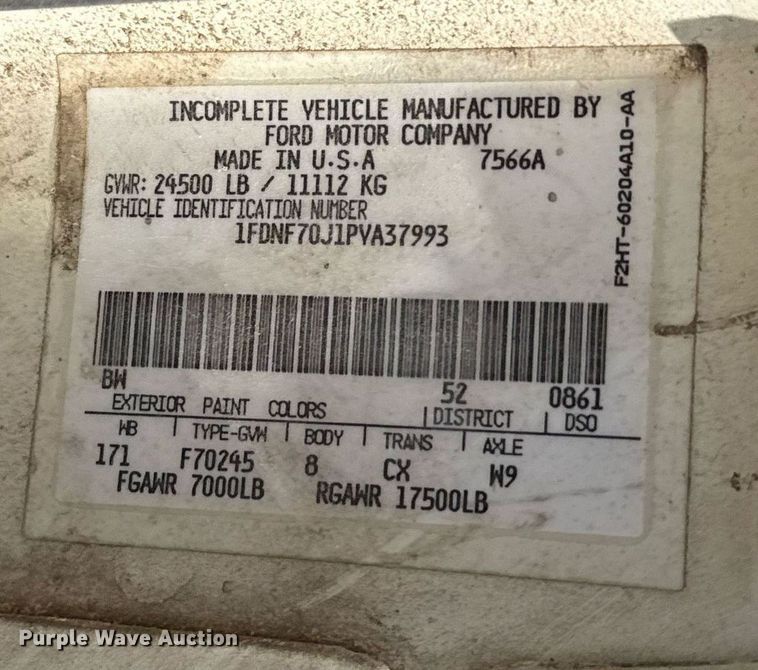 INCOMPLETE VEHICLE MANUFACTURED BY
FORD MOTOR COMPANY
MADE IN U.S.A 7566A
GVWR: 24500 LB / 11112 KG
VEHICLE IDENTIFICATION NUMBER
1FDNF70J1PVA37993
F2HT-60204A10-AA
BW 52 0861
EXTERIOR PAINT COLORS DISTRICT DSO
WB TYPE-GVW BODY TRANS AXLE
171 F70245 8 CX W9
FGAWR 7000LB RGAWR 17500LB
Purple Wave Auction